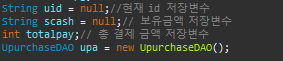 String uid = null;//현재 id 저장변수
String scash = null;// 보유금액 저장변수
int totalpay;// 총 결제 금액 저장변수
UpurchaseDAO upa = new UpurchaseDAO();